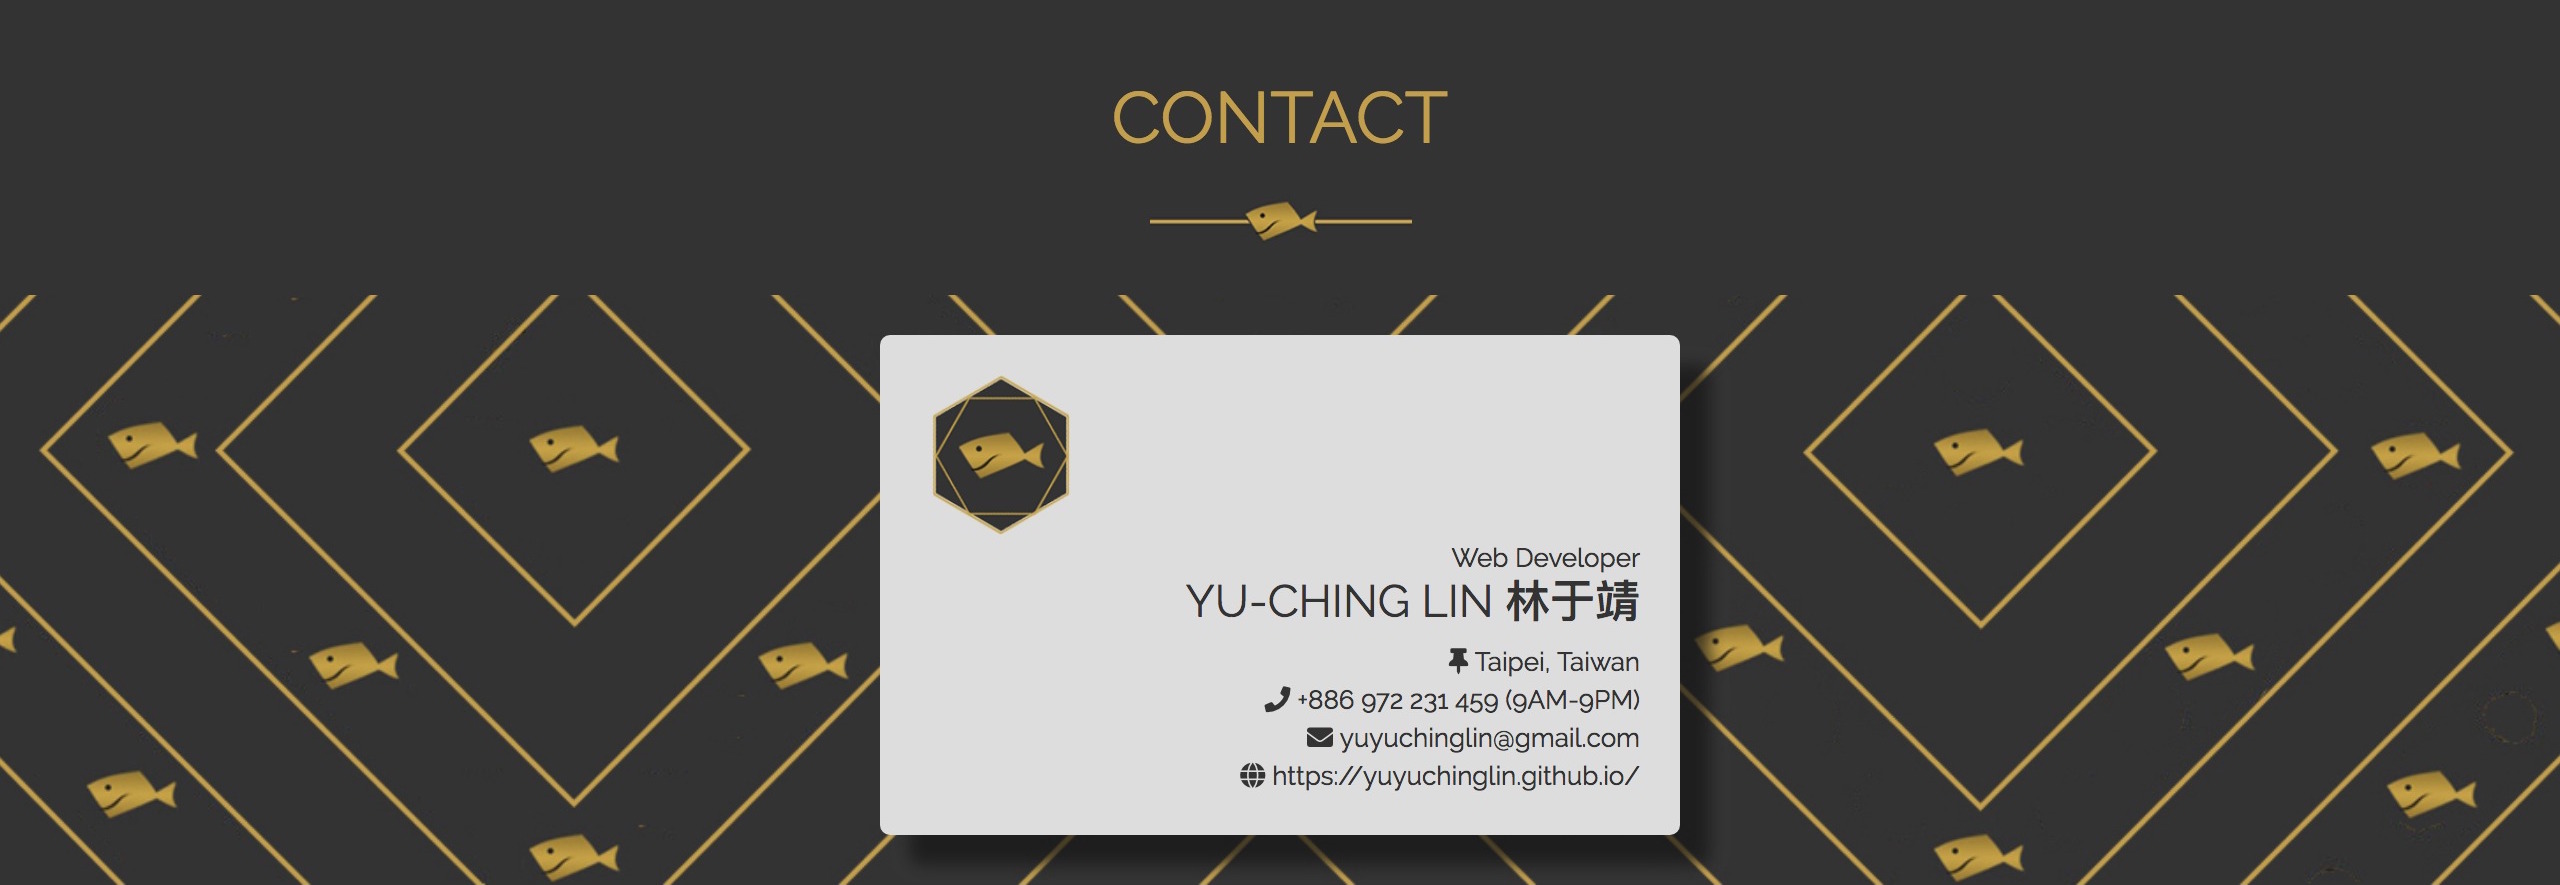 CONTACT
Web Developer
YU-CHING LIN 林于靖
Taipei, Taiwan
+886 972 231 459 (9AM-9PM)
yuyuchinglin@gmail.com
https://yuyuchinglin.github.io/